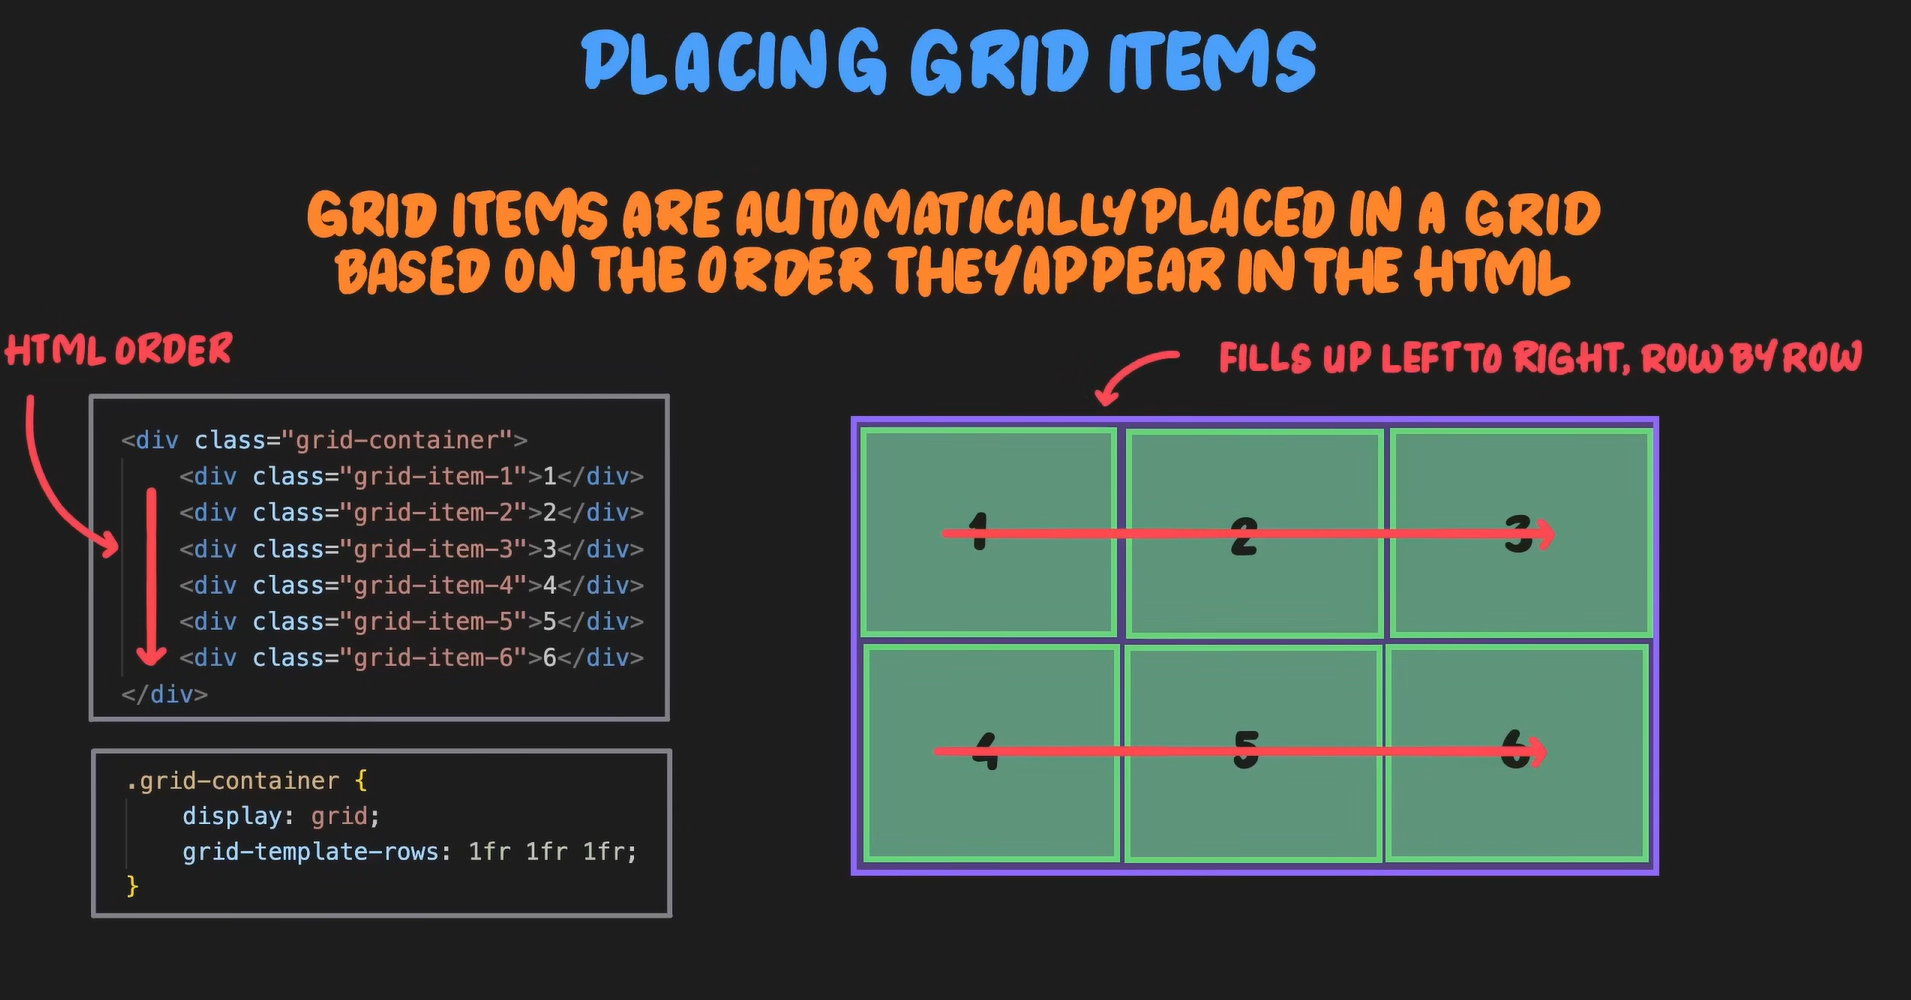 PLACING GRID ITEMS
GRID ITEMS ARE AUTOMATICALLY PLACED IN A GRID
BASED ON THE ORDER THEY APPEAR IN THE HTML
HTML ORDER
<div class="grid-container">
<div class="grid-item-1">1</div>
<div class="grid-item-2">2</div>
<div class="grid-item-3">3</div>
<div class="grid-item-4">4</div>
<div class="grid-item-5">5</div>
<div class="grid-item-6">6</div>
</div>
.grid-container {
display: grid;
grid-template-rows: 1fr 1fr 1fr;
}
FILLS UP LEFT TO RIGHT, ROW BY ROW
1 2 3
4 5 6